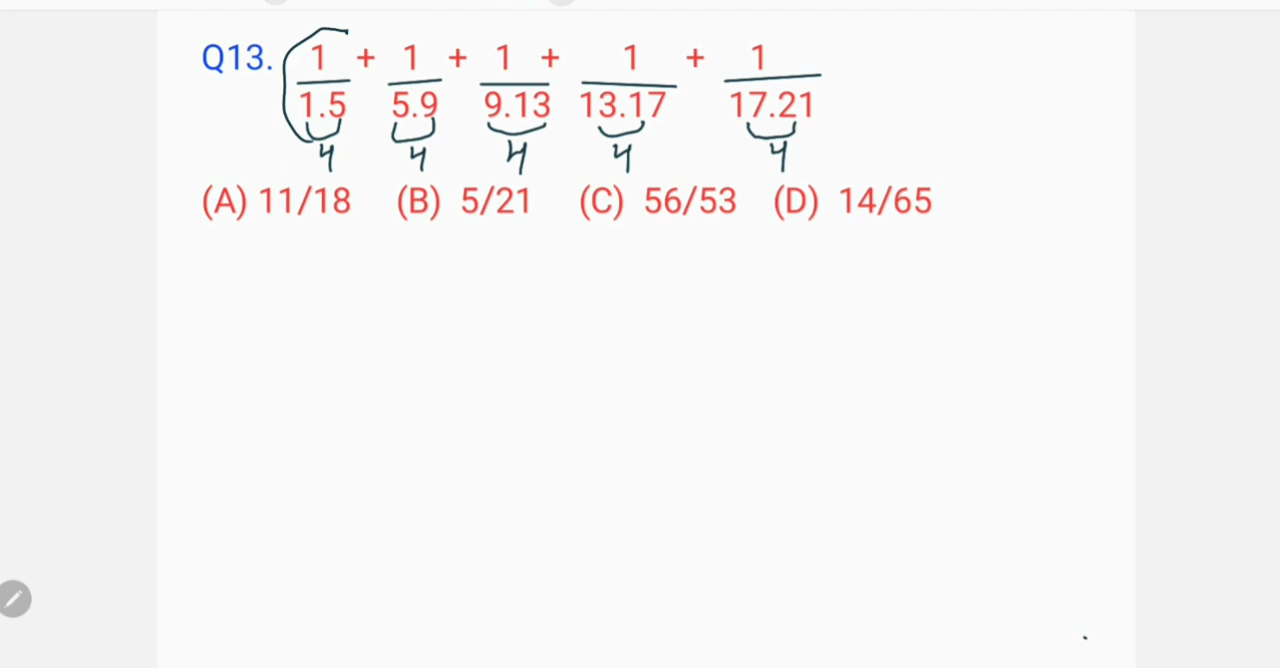 Q13. 1 + 1 + 1 + 1 + 1
1.5 5.9 9.13 13.17 17.21
4 4 4 4 4
(A) 11/18 (B) 5/21 (C) 56/53 (D) 14/65